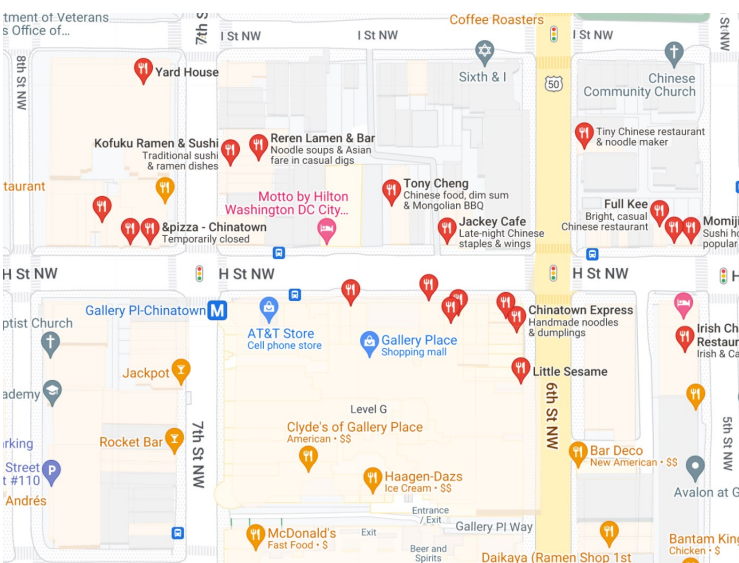 Coffee Roasters
tment of Veterans
s Office of...
7th S
I St NW
I St NW
I St NW
St NW
8th St NW
Yard House
Sixth & I
50
Chinese
Community Church
Kofuku Ramen & Sushi
Traditional sushi
& ramen dishes
Reren Lamen & Bar
Noodle soups & Asian
fare in casual digs
Tiny Chinese restaurant
& noodle maker
taurant
Motto by Hilton
Washington DC City...
Tony Cheng
Chinese food, dim sum
& Mongolian BBQ
Full Kee
Bright, casual
Chinese restaurant
&pizza - Chinatown
Temporarily closed
Jackey Cafe
Late-night Chinese
staples & wings
Momiji
Sushi ho
popular
H St NW
H St NW
H St NW
H
Gallery Pl-Chinatown
M
AT&T Store
Cell phone store
Gallery Place
Shopping mall
Chinatown Express
Handmade noodles
& dumplings
Irish Ch
Restaur
Irish & Ca
ptist Church
Jackpot
Little Sesame
ademy
Level G
6th St NW
7th St NW
5th St NW
Clyde's of Gallery Place
American • $$
Rocket Bar
arking
P
Street
t #110
Andrés
Haagen-Dazs
Ice Cream • $$
Bar Deco
New American • $$
Avalon at G
Entrance
/ Exit
Gallery Pl Way
McDonald's
Fast Food • $
Exit
Beer and
Spirits
Daikaya (Ramen Shop 1st
Bantam King
Chicken • $